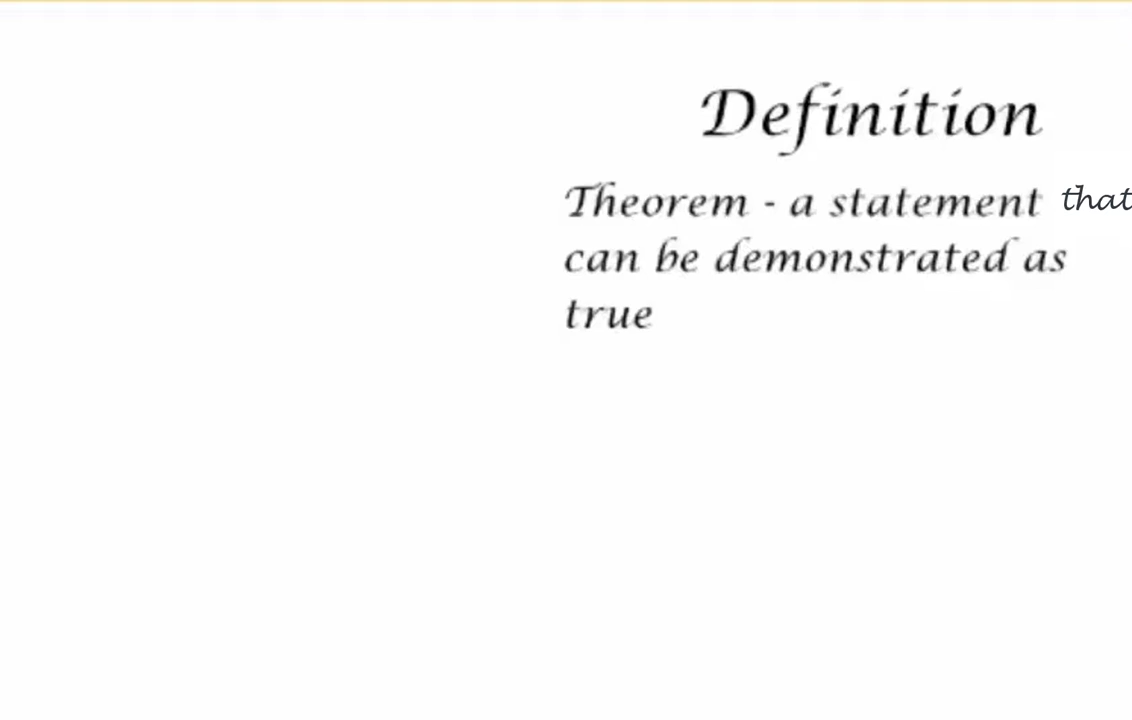 Definition
Theorem - a statement that
can be demonstrated as
true